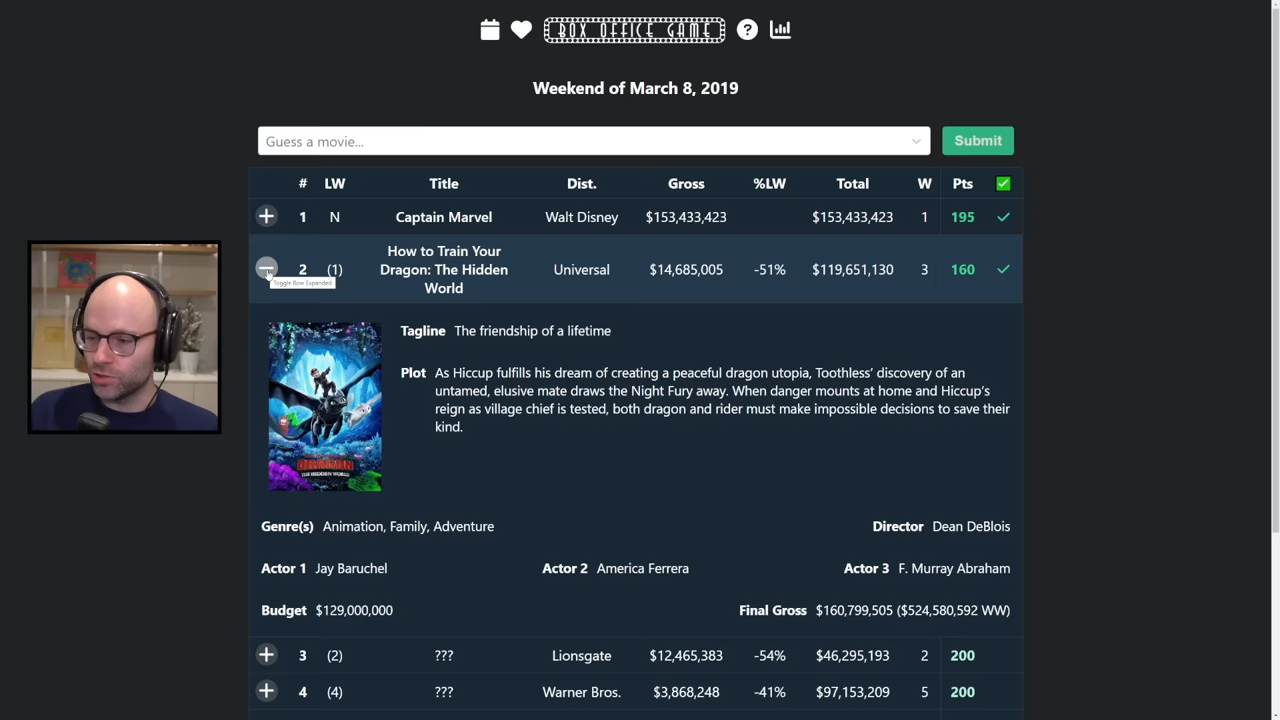 BOX OFFICE GAME
?
Weekend of March 8, 2019
Guess a movie...
Submit
# LW Title Dist. Gross %LW Total W Pts
1 N Captain Marvel Walt Disney $153,433,423 $153,433,423 1 195
How to Train Your
2 (1) Dragon: The Hidden Universal $14,685,005 -51% $119,651,130 3 160
World
Toggle Row Expanded
Tagline The friendship of a lifetime
Plot As Hiccup fulfills his dream of creating a peaceful dragon utopia, Toothless’ discovery of an
untamed, elusive mate draws the Night Fury away. When danger mounts at home and Hiccup’s
reign as village chief is tested, both dragon and rider must make impossible decisions to save their
kind.
THE HIDDEN WORLD
Genre(s) Animation, Family, Adventure Director Dean DeBlois
Actor 1 Jay Baruchel Actor 2 America Ferrera Actor 3 F. Murray Abraham
Budget $129,000,000 Final Gross $160,799,505 ($524,580,592 WW)
3 (2) ??? Lionsgate $12,465,383 -54% $46,295,193 2 200
4 (4) ??? Warner Bros. $3,868,248 -41% $97,153,209 5 200